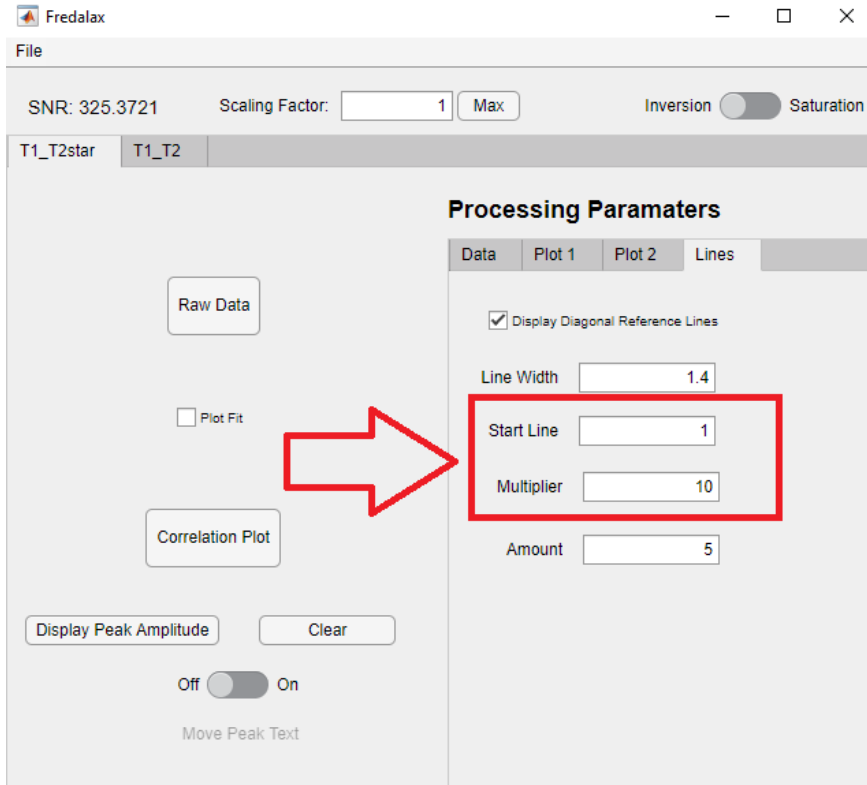 Fredalax
File
SNR: 325.3721
Scaling Factor:
1
Max
Inversion
Saturation
T1_T2star
T1_T2
Processing Paramaters
Data
Plot 1
Plot 2
Lines
Raw Data
Display Diagonal Reference Lines
Line Width
1.4
Plot Fit
Start Line
1
Multiplier
10
Correlation Plot
Amount
5
Display Peak Amplitude
Clear
Off
On
Move Peak Text